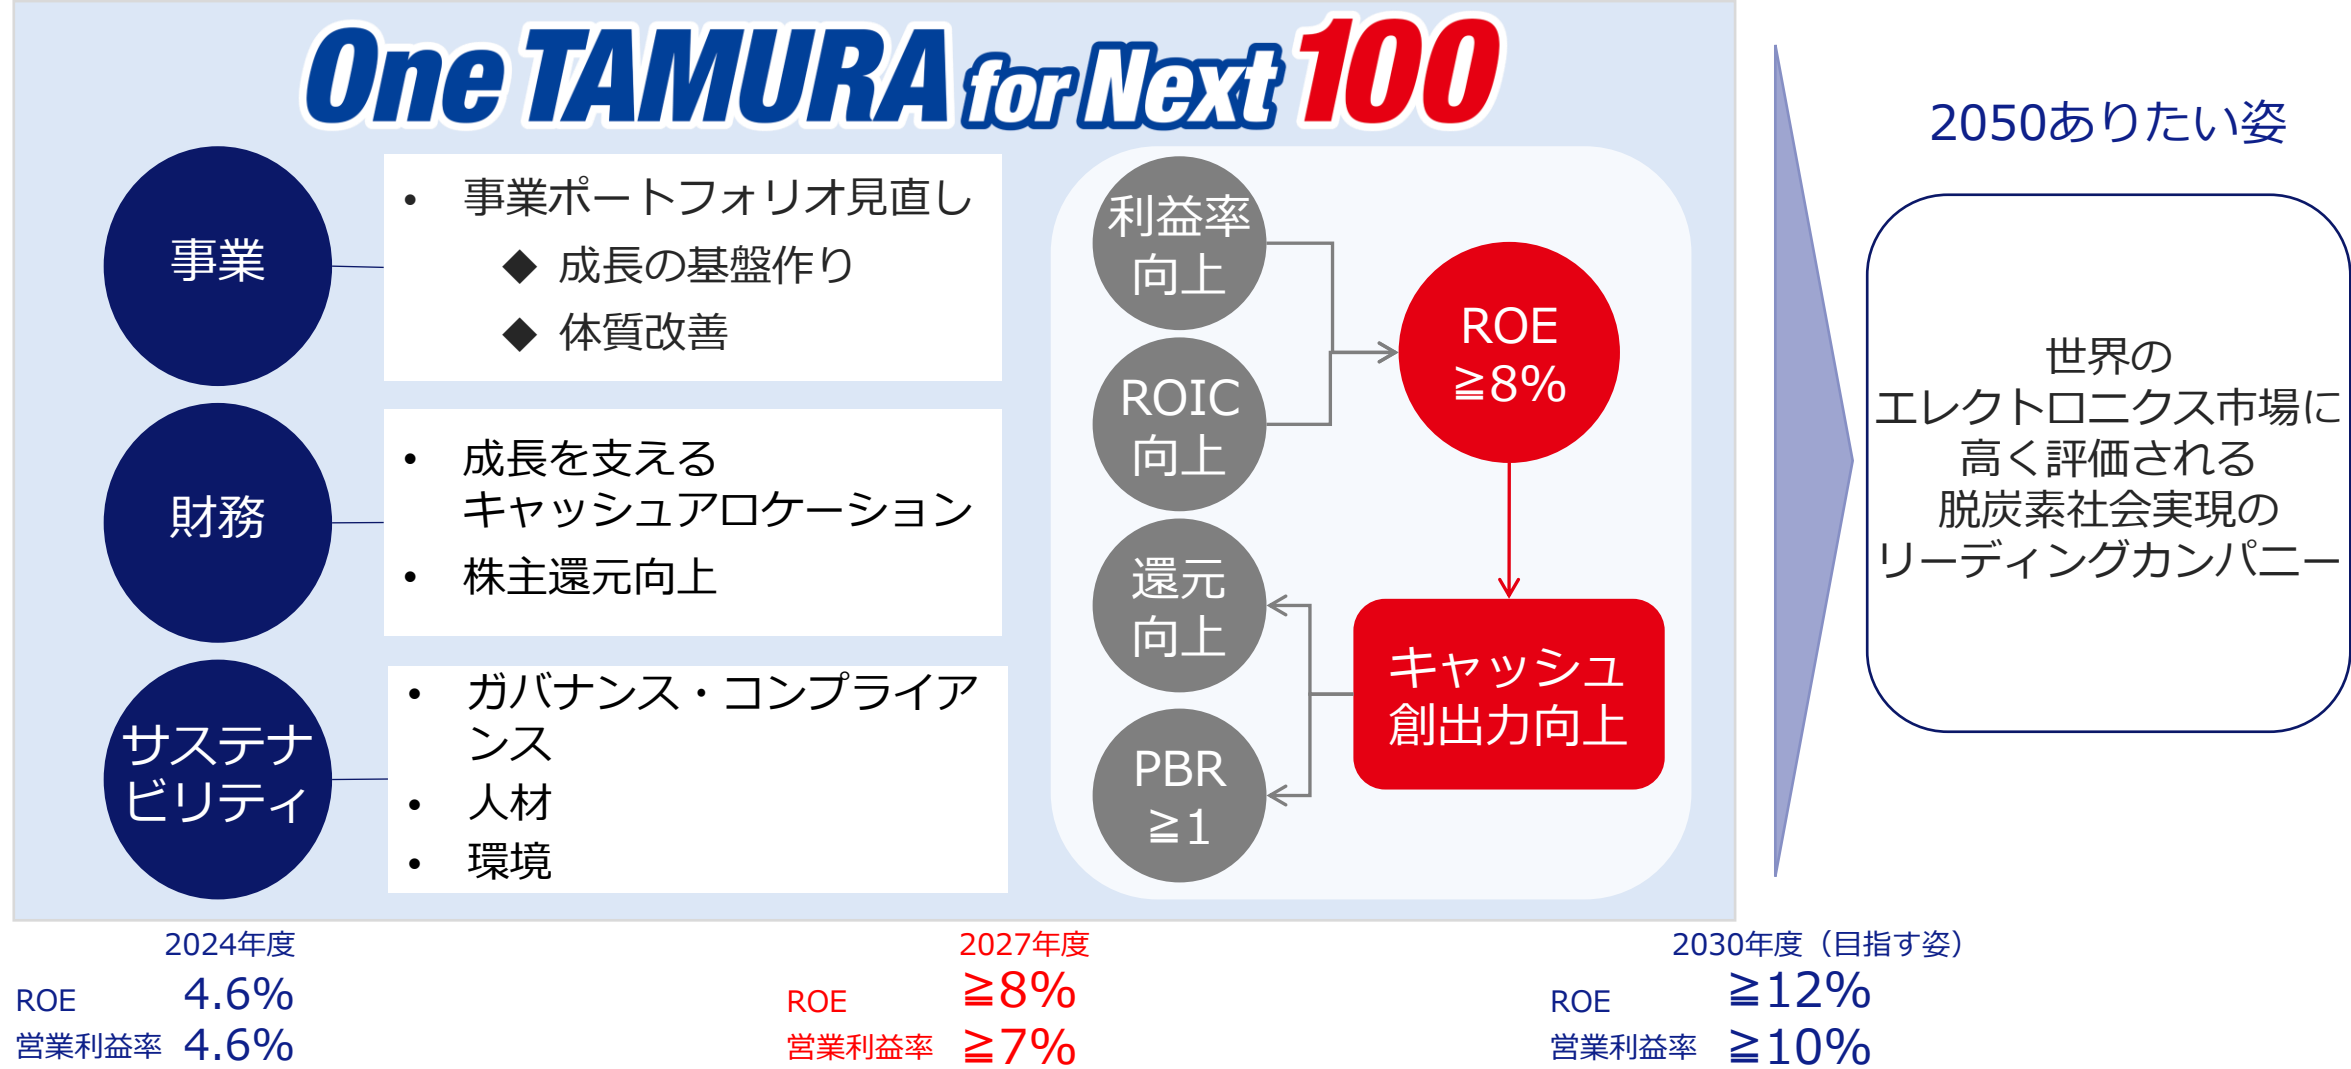 One TAMURA for Next 100
事業
• 事業ポートフォリオ見直し
◆ 成長の基盤作り
◆ 体質改善
財務
• 成長を支える
キャッシュアロケーション
• 株主還元向上
サステナ
ビリティ
• ガバナンス・コンプライア
ンス
• 人材
• 環境
利益率
向上
ROIC
向上
還元
向上
PBR
≧1
ROE
≧8%
キャッシュ
創出力向上
2050ありたい姿
世界の
エレクトロニクス市場に
高く評価される
脱炭素社会実現の
リーディングカンパニー
2024年度
ROE 4.6%
営業利益率 4.6%
2027年度
ROE ≧8%
営業利益率 ≧7%
2030年度（目指す姿）
ROE ≧12%
営業利益率 ≧10%